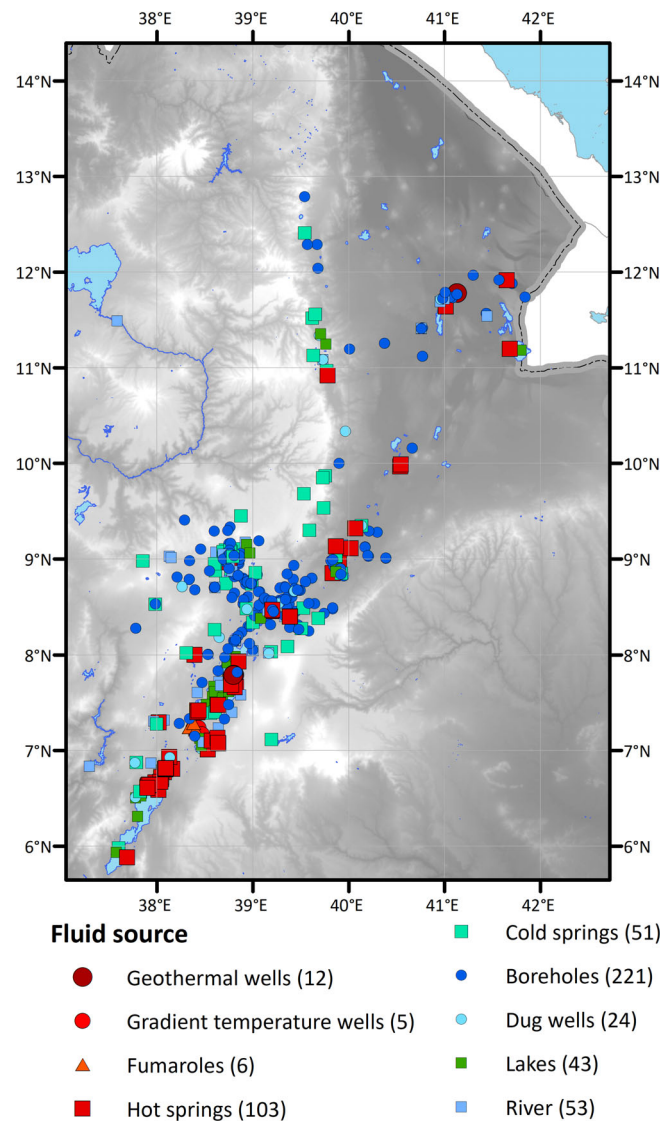 38°E 39°E 40°E 41°E 42°E
14°N 14°N
13°N 13°N
12°N 12°N
11°N 11°N
10°N 10°N
9°N 9°N
8°N 8°N
7°N 7°N
6°N 6°N
38°E 39°E 40°E 41°E 42°E
Fluid source
Geothermal wells (12)
Gradient temperature wells (5)
Fumaroles (6)
Hot springs (103)
Cold springs (51)
Boreholes (221)
Dug wells (24)
Lakes (43)
River (53)